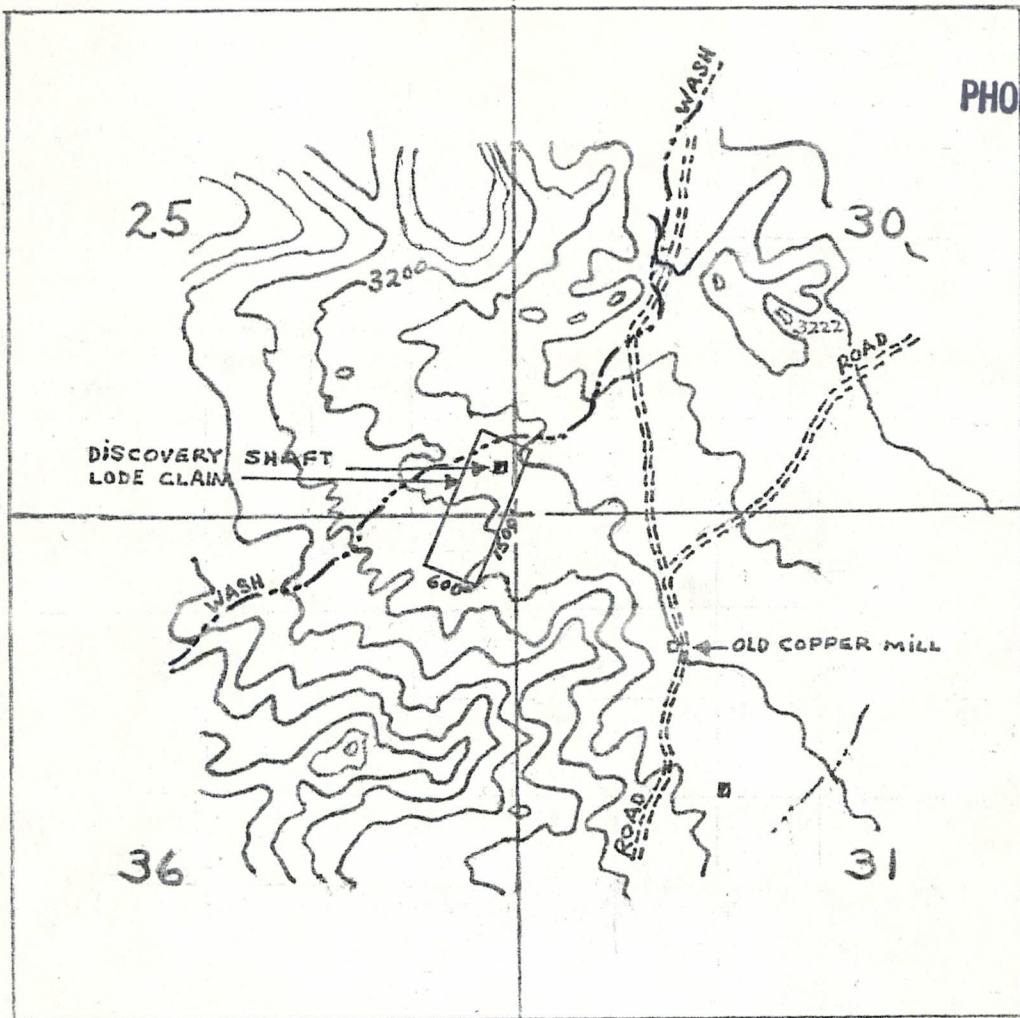 WASH
PHO
25
30
3200
3222
ROAD
DISCOVERY SHAFT
LODE CLAIM
1500
600
WASH
OLD COPPER MILL
ROAD
36
31